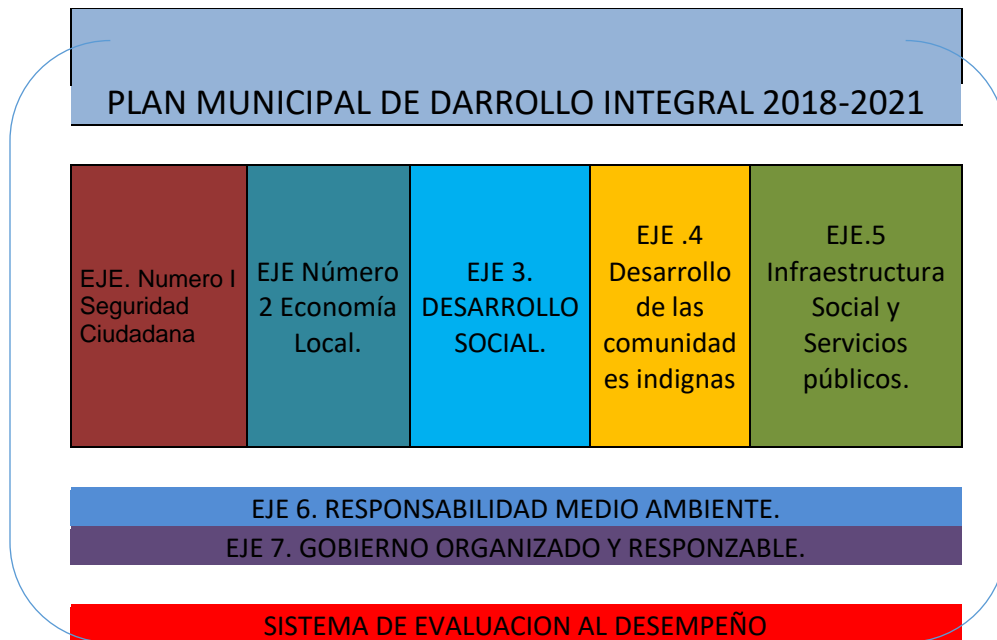 PLAN MUNICIPAL DE DARROLLO INTEGRAL 2018-2021
EJE. Numero I
Seguridad
Ciudadana
EJE Número
2 Economía
Local.
EJE 3.
DESARROLLO
SOCIAL.
EJE .4
Desarrollo
de las
comunidad
es indignas
EJE.5
Infraestructura
Social y
Servicios
públicos.
EJE 6. RESPONSABILIDAD MEDIO AMBIENTE.
EJE 7. GOBIERNO ORGANIZADO Y RESPONZABLE.
SISTEMA DE EVALUACION AL DESEMPEÑO